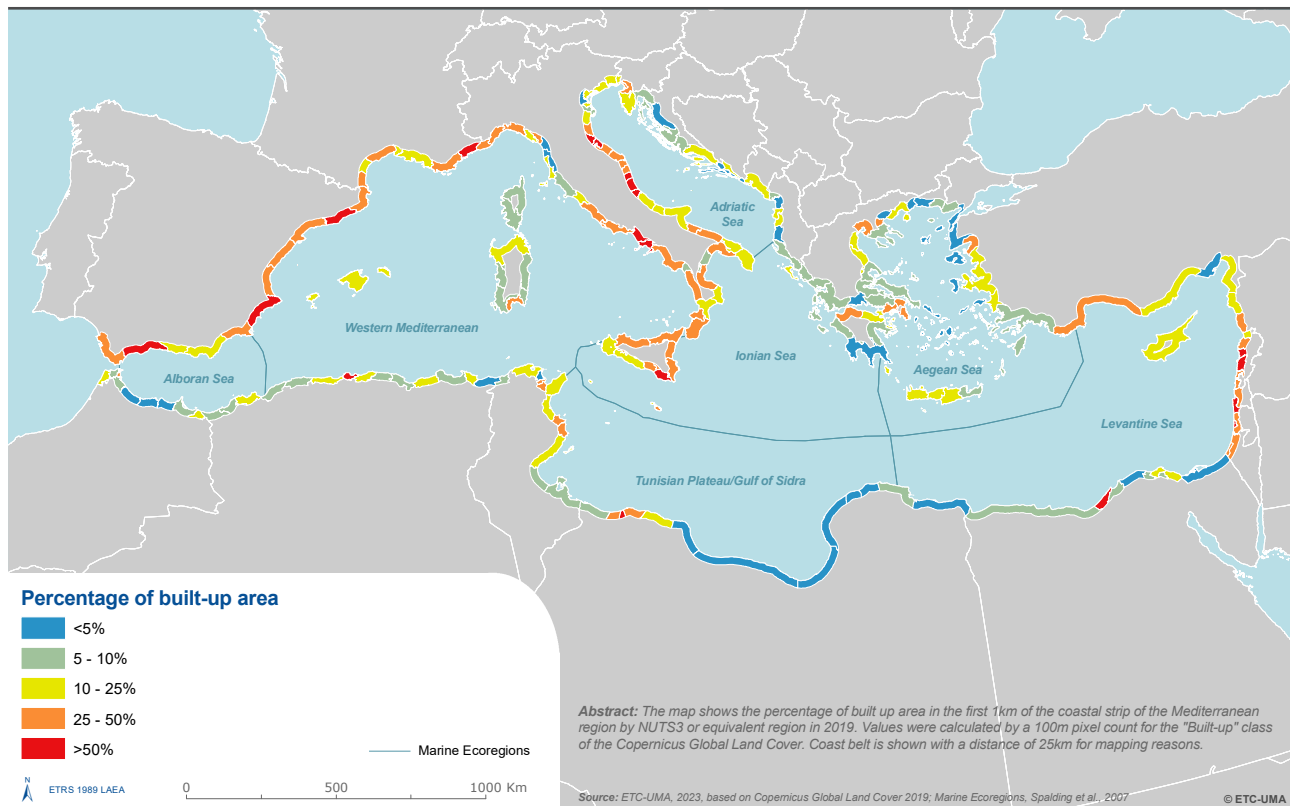 Adriatic
Sea
Western Mediterranean
Ionian Sea
Alboran Sea
Aegean Sea
Levantine Sea
Tunisian Plateau/Gulf of Sidra
Percentage of built-up area
<5%
5 - 10%
10 - 25%
25 - 50%
>50%
Marine Ecoregions
N
ETRS 1989 LAEA
0 500 1000 Km
Abstract: The map shows the percentage of built up area in the first 1km of the coastal strip of the Mediterranean
region by NUTS3 or equivalent region in 2019. Values were calculated by a 100m pixel count for the "Built-up" class
of the Copernicus Global Land Cover. Coast belt is shown with a distance of 25km for mapping reasons.
Source: ETC-UMA, 2023, based on Copernicus Global Land Cover 2019; Marine Ecoregions, Spalding et al., 2007
© ETC-UMA